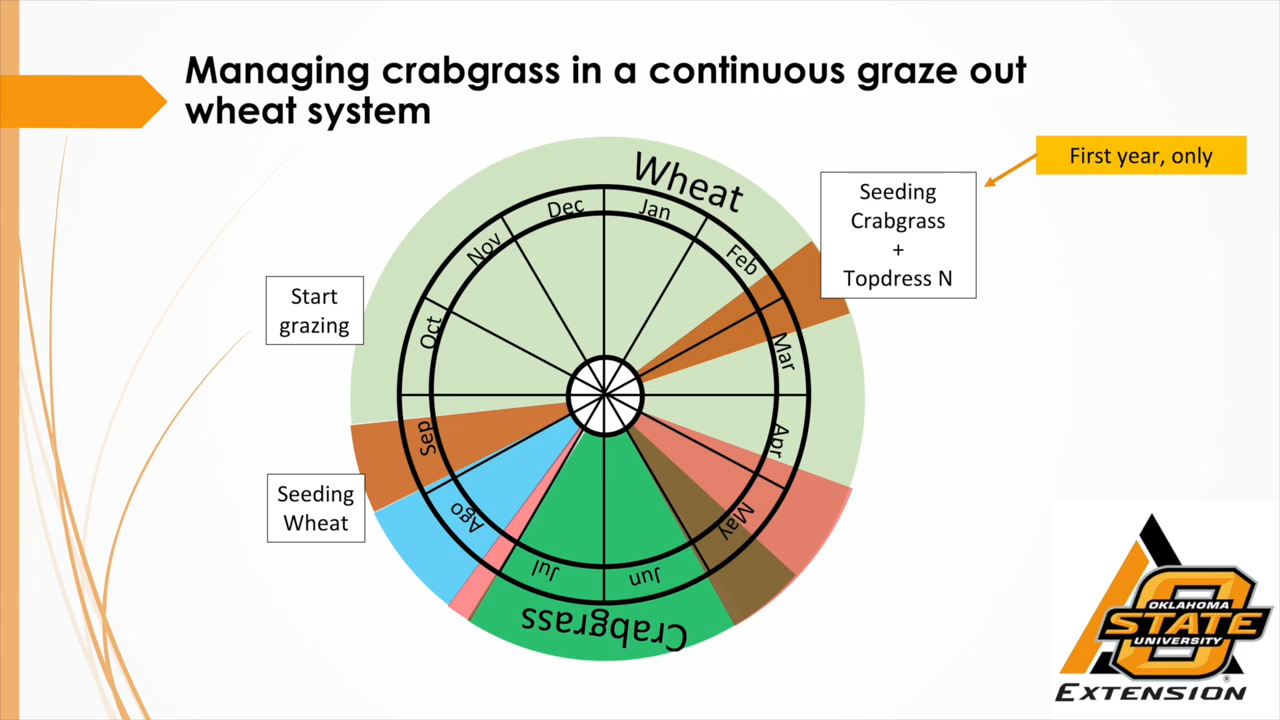 Managing crabgrass in a continuous graze out
wheat system
First year, only
Seeding
Crabgrass
+
Topdress N
Wheat
Dec
Jan
Nov
Feb
Start
grazing
Oct
Mar
Sep
Apr
Seeding
Wheat
Ago
May
Jul
Jun
Crabgrass
OKLAHOMA
STATE
UNIVERSITY
®
EXTENSION